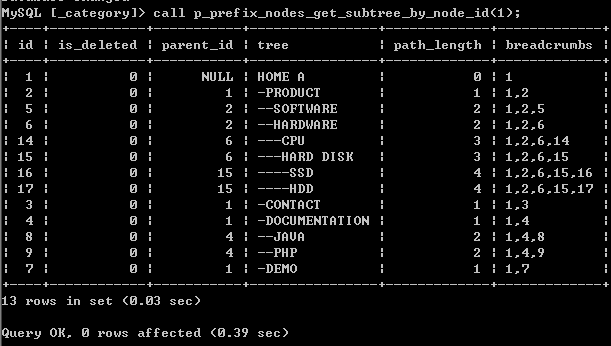 MySQL [_category]> call p_prefix_nodes_get_subtree_by_node_id(1);
+----+------------+-----------+----------------+-------------+--------------+
| id | is_deleted | parent_id | tree           | path_length | breadcrumbs  |
+----+------------+-----------+----------------+-------------+--------------+
|  1 |          0 |      NULL | HOME A         |           0 | 1            |
|  2 |          0 |         1 | -PRODUCT       |           1 | 1,2          |
|  5 |          0 |         2 | --SOFTWARE     |           2 | 1,2,5        |
|  6 |          0 |         2 | --HARDWARE     |           2 | 1,2,6        |
| 14 |          0 |         6 | ---CPU         |           3 | 1,2,6,14     |
| 15 |          0 |         6 | ---HARD DISK   |           3 | 1,2,6,15     |
| 16 |          0 |        15 | ----SSD        |           4 | 1,2,6,15,16  |
| 17 |          0 |        15 | ----HDD        |           4 | 1,2,6,15,17  |
|  3 |          0 |         1 | -CONTACT       |           1 | 1,3          |
|  4 |          0 |         1 | -DOCUMENTATION |           1 | 1,4          |
|  8 |          0 |         4 | --JAVA         |           2 | 1,4,8        |
|  9 |          0 |         4 | --PHP          |           2 | 1,4,9        |
|  7 |          0 |         1 | -DEMO          |           1 | 1,7          |
+----+------------+-----------+----------------+-------------+--------------+
13 rows in set (0.03 sec)
Query OK, 0 rows affected (0.39 sec)